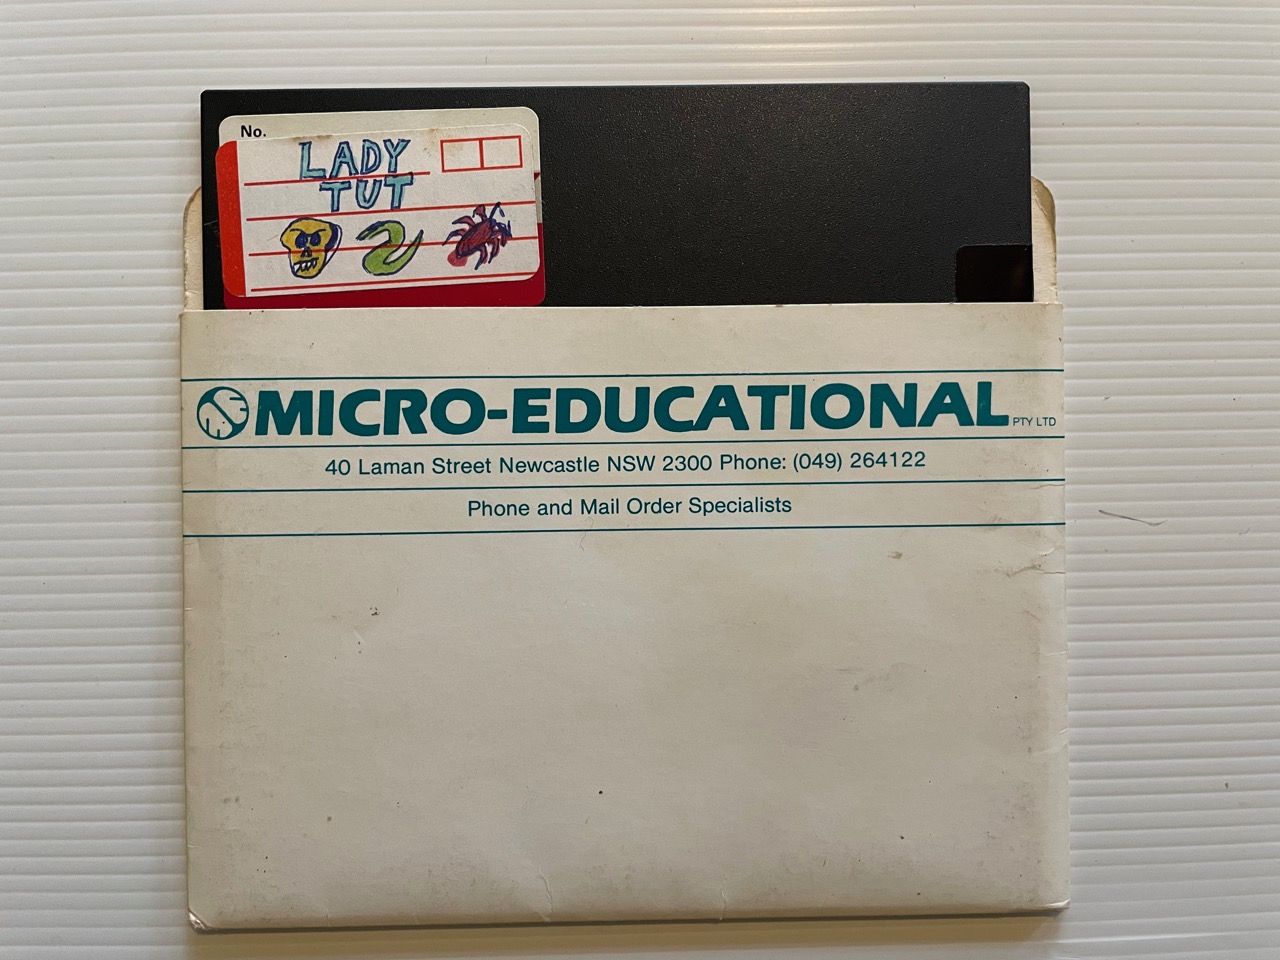 No.
LADY
TUT
MICRO-EDUCATIONAL PTY LTD
40 Laman Street Newcastle NSW 2300 Phone: (049) 264122
Phone and Mail Order Specialists